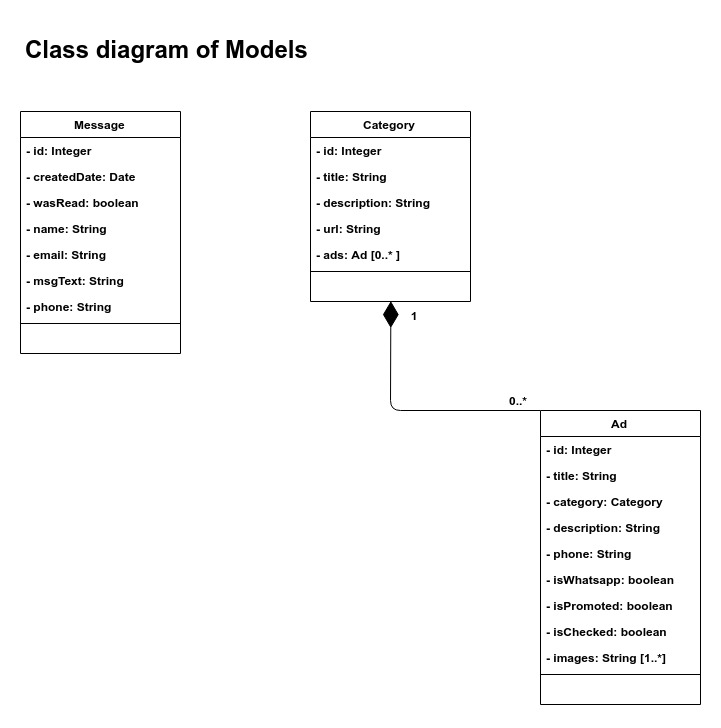 Class diagram of Models
Message
- id: Integer
- createdDate: Date
- wasRead: boolean
- name: String
- email: String
- msgText: String
- phone: String
Category
- id: Integer
- title: String
- description: String
- url: String
- ads: Ad [0..* ]
1
0..*
Ad
- id: Integer
- title: String
- category: Category
- description: String
- phone: String
- isWhatsapp: boolean
- isPromoted: boolean
- isChecked: boolean
- images: String [1..*]